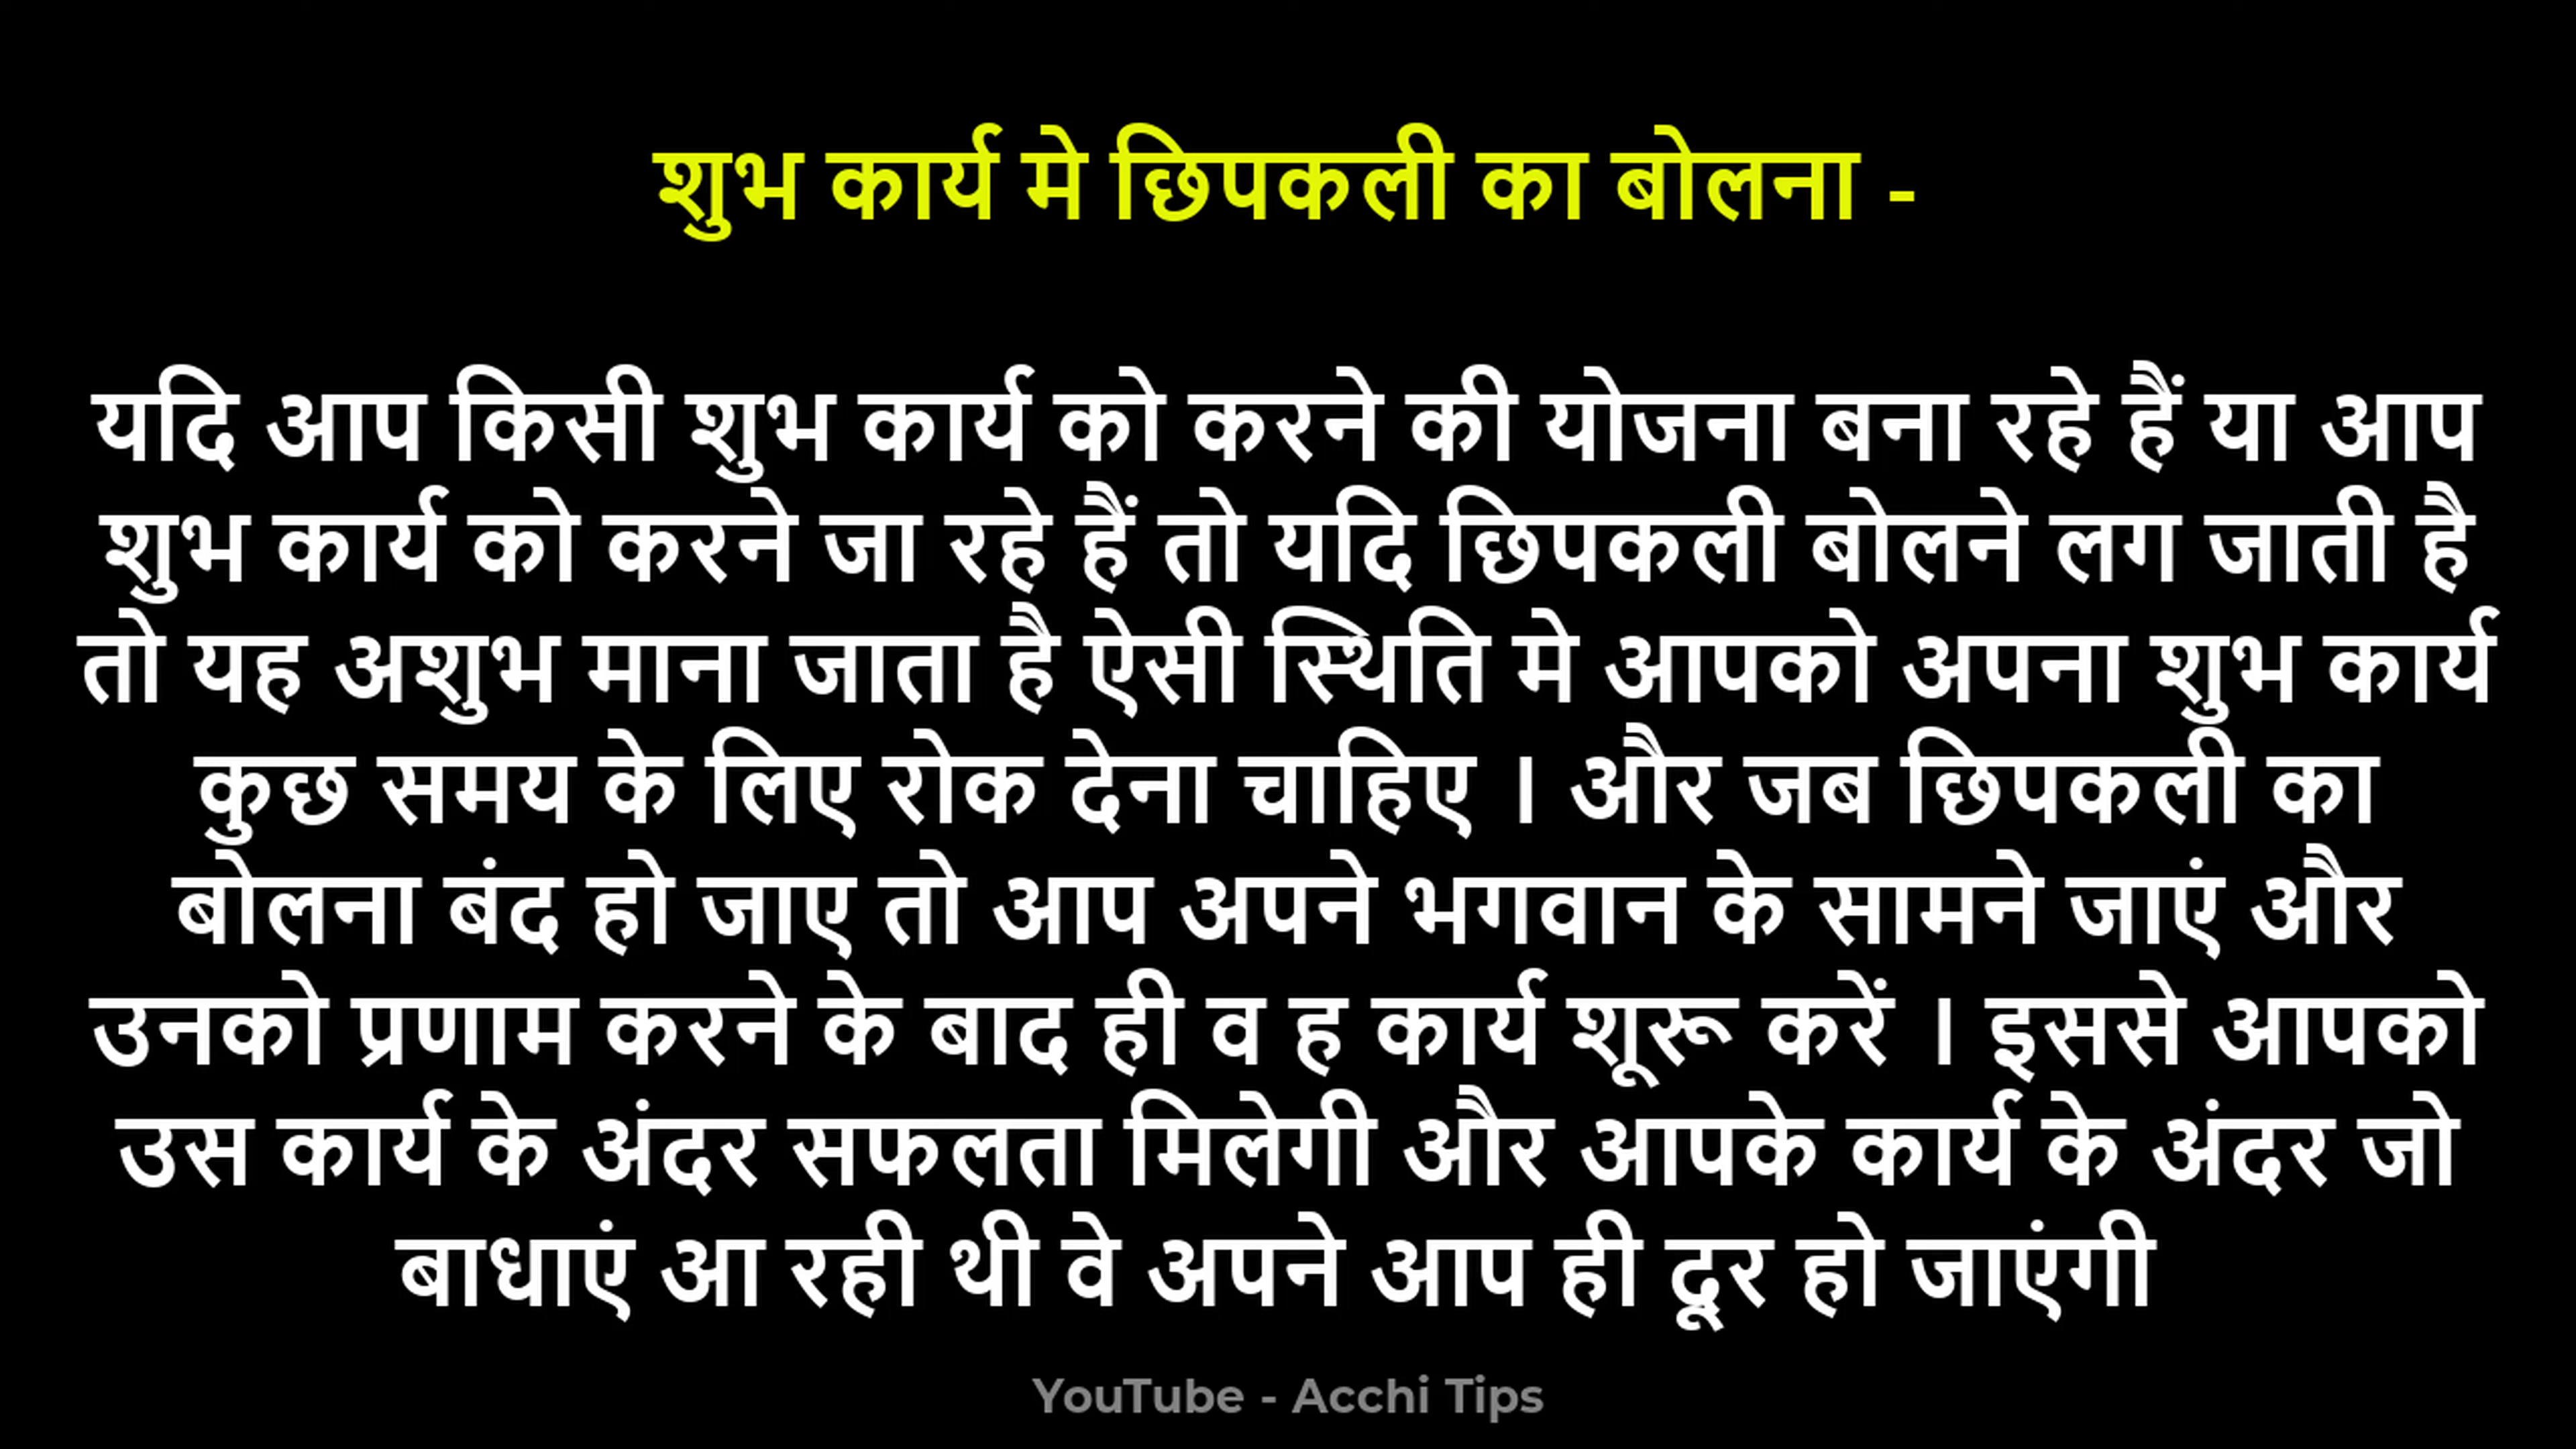 शुभ कार्य मे छिपकली का बोलना -
यदि आप किसी शुभ कार्य को करने की योजना बना रहे हैं या आप
शुभ कार्य को करने जा रहे हैं तो यदि छिपकली बोलने लग जाती है
तो यह अशुभ माना जाता है ऐसी स्थिति मे आपको अपना शुभ कार्य
कुछ समय के लिए रोक देना चाहिए । और जब छिपकली का
बोलना बंद हो जाए तो आप अपने भगवान के सामने जाएं और
उनको प्रणाम करने के बाद ही व ह कार्य शूरू करें । इससे आपको
उस कार्य के अंदर सफलता मिलेगी और आपके कार्य के अंदर जो
बाधाएं आ रही थी वे अपने आप ही दूर हो जाएंगी
YouTube - Acchi Tips